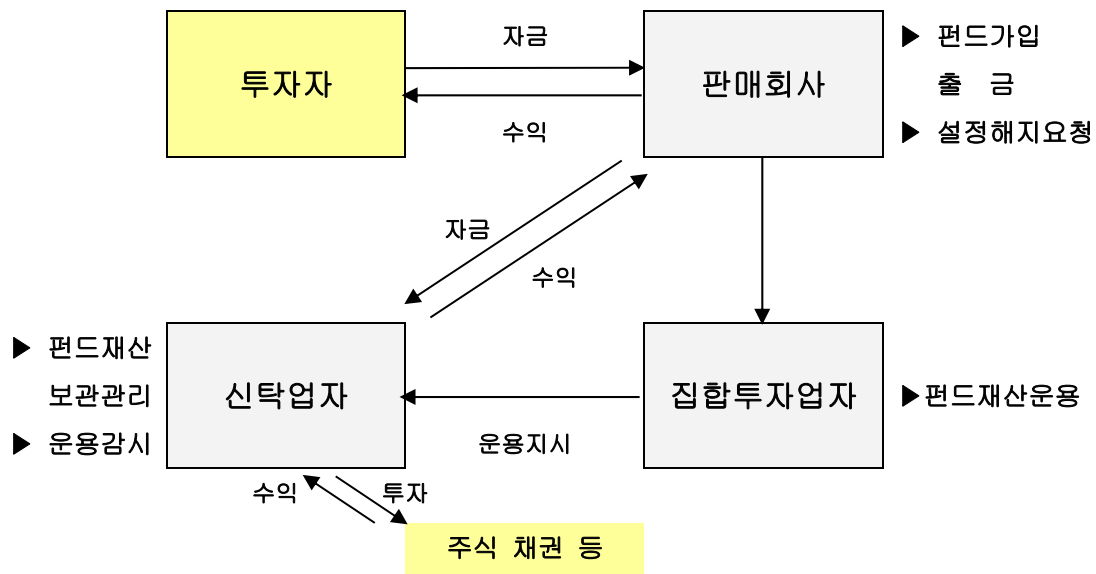 자금
투자자
판매회사
▶ 펀드가입
출 금
▶ 설정해지요청
수익
자금
수익
▶ 펀드재산
보관관리
▶ 운용감시
신탁업자
집합투자업자
▶펀드재산운용
운용지시
수익
투자
주식 채권 등